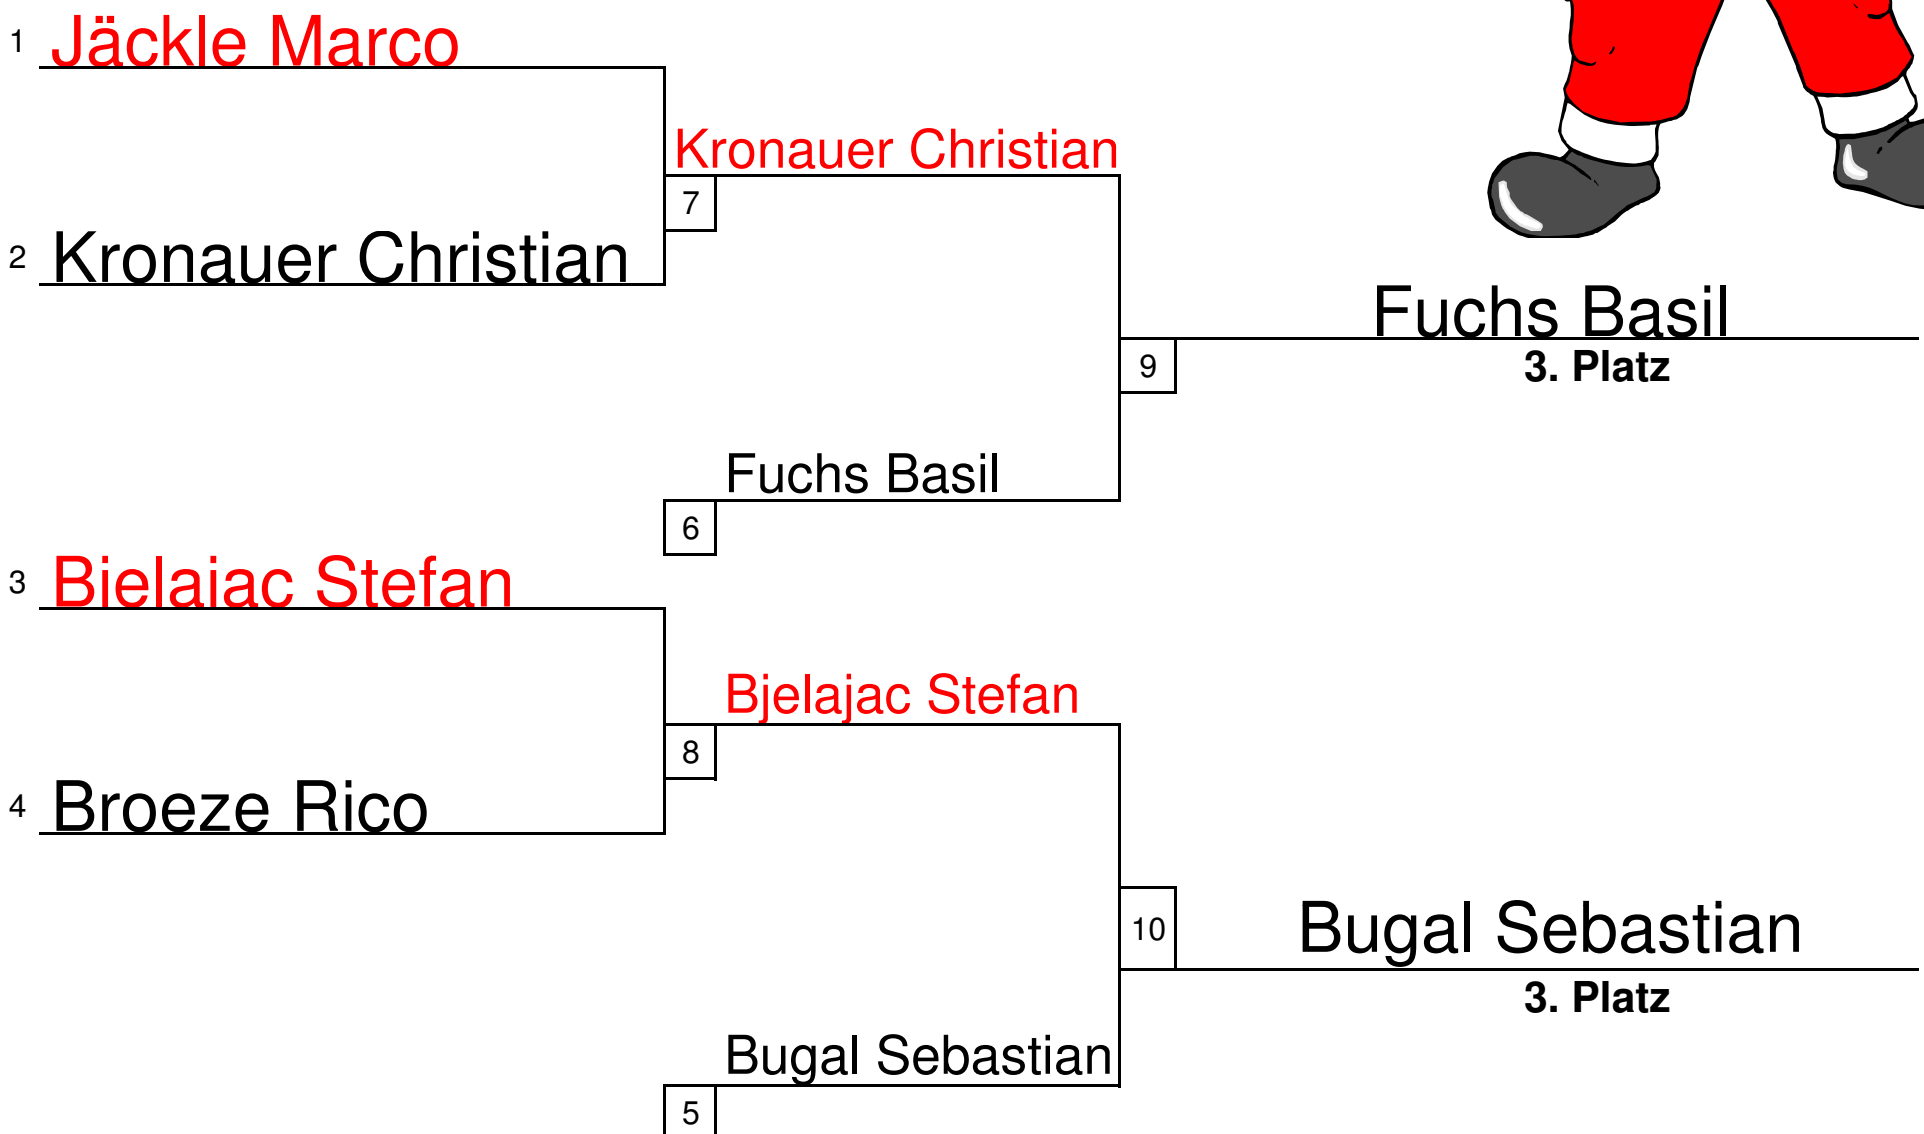 1 Jäckle Marco
Kronauer Christian
7
2 Kronauer Christian
Fuchs Basil
9
3. Platz
Fuchs Basil
6
3 Bjelajac Stefan
Bjelajac Stefan
8
4 Broeze Rico
10
Bugal Sebastian
3. Platz
Bugal Sebastian
5